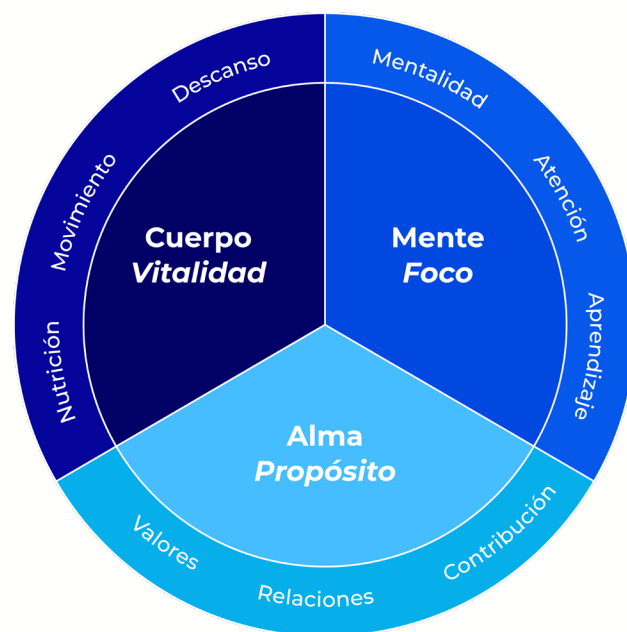 Descanso
Movimiento
Nutrición
Cuerpo
Vitalidad
Mentalidad
Atención
Aprendizaje
Mente
Foco
Alma
Propósito
Valores
Relaciones
Contribución